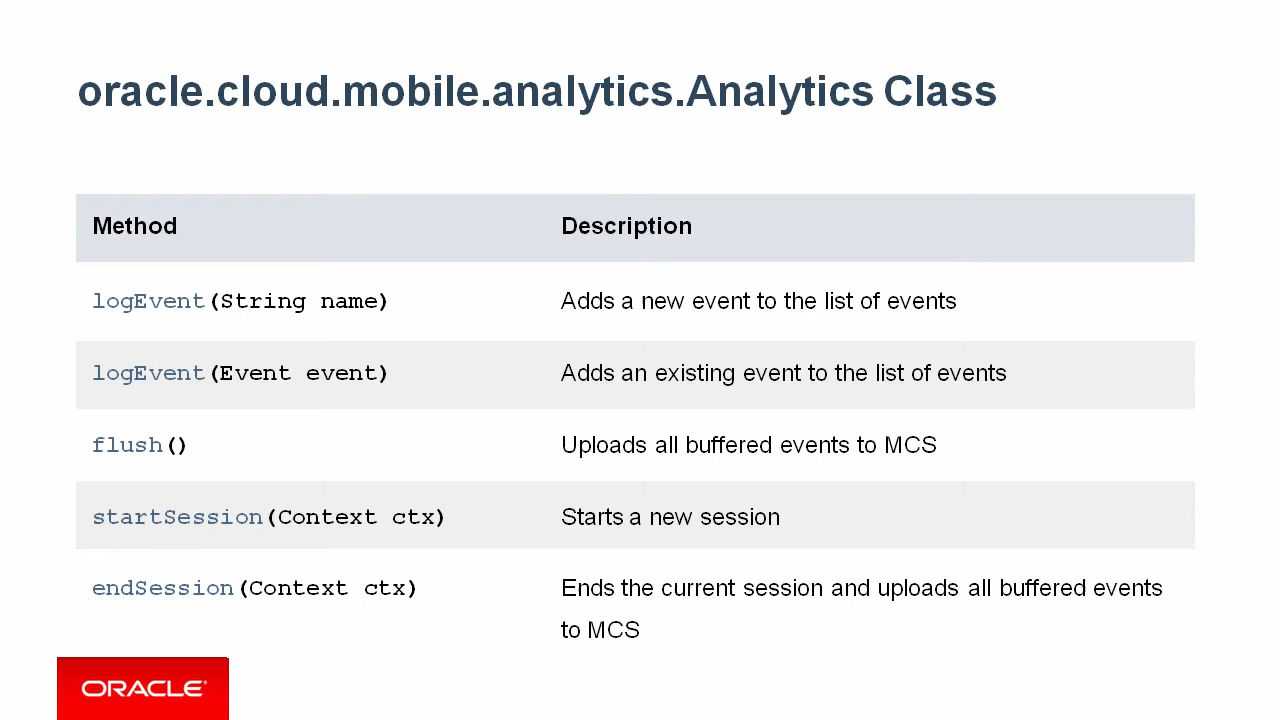 oracle.cloud.mobile.analytics.Analytics Class
Method Description
logEvent(String name) Adds a new event to the list of events
logEvent(Event event) Adds an existing event to the list of events
flush() Uploads all buffered events to MCS
startSession(Context ctx) Starts a new session
endSession(Context ctx) Ends the current session and uploads all buffered events
to MCS
ORACLE®